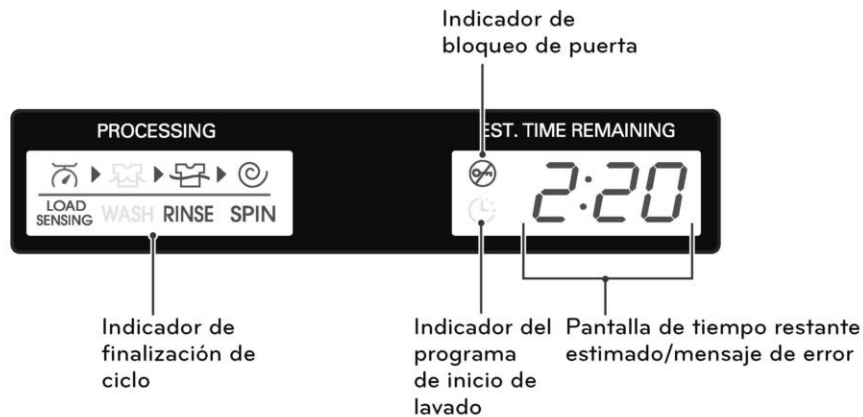 Indicador de
bloqueo de puerta
PROCESSING
EST. TIME REMAINING
2:20
LOAD
SENSING
WASH RINSE SPIN
Indicador de
finalización de
ciclo
Indicador del
programa
de inicio de
lavado
Pantalla de tiempo restante
estimado/mensaje de error